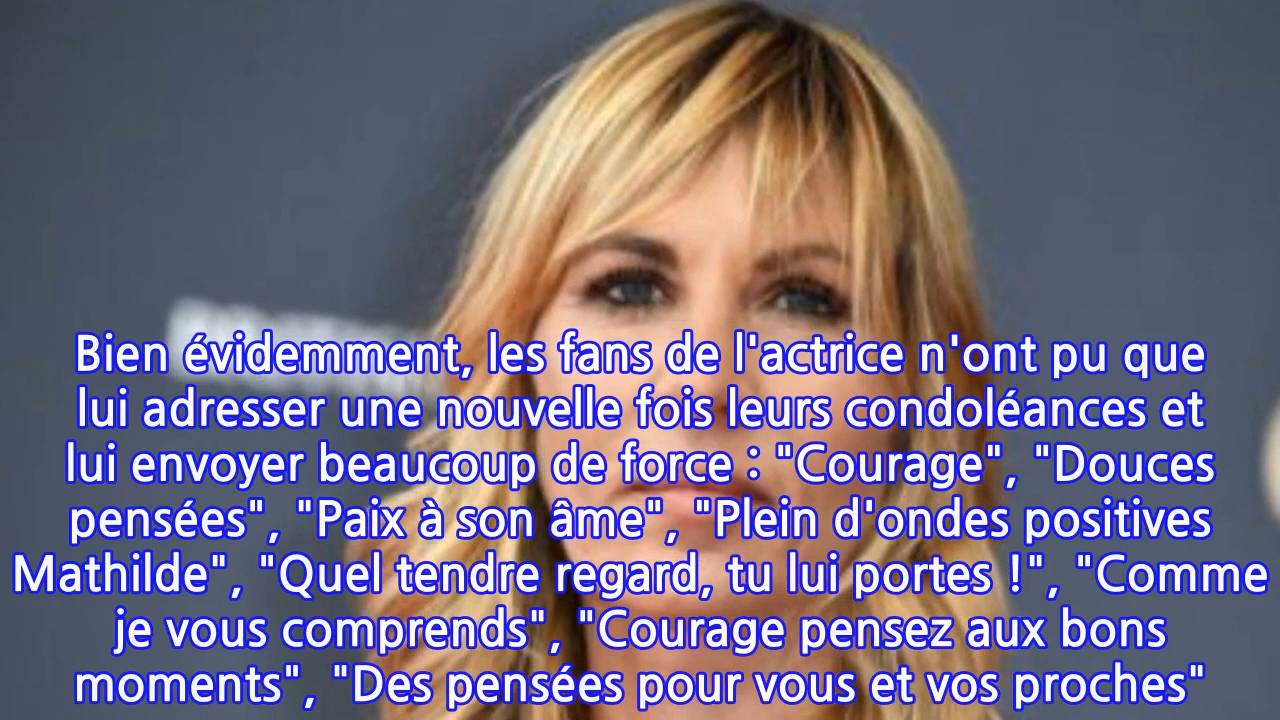 Bien évidemment, les fans de l'actrice n'ont pu que
lui adresser une nouvelle fois leurs condoléances et
lui envoyer beaucoup de force : "Courage", "Douces
pensées", "Paix à son âme", "Plein d'ondes positives
Mathilde", "Quel tendre regard, tu lui portes !", "Comme
je vous comprends", "Courage pensez aux bons
moments", "Des pensées pour vous et vos proches"